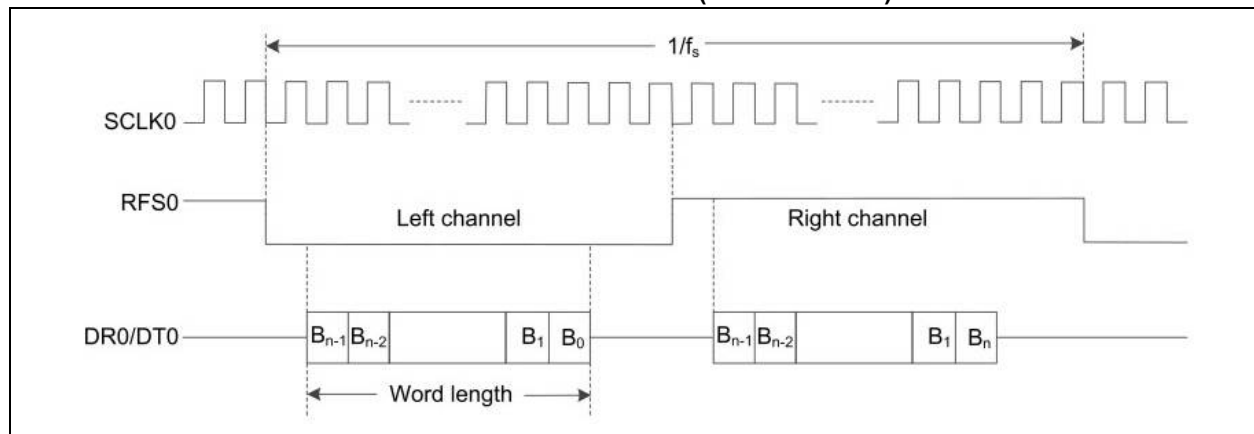 1/fs
SCLK0
RFS0
Left channel
Right channel
DR0/DT0
Bn-1 Bn-2 B1 B0 Bn-1 Bn-2 B1 Bn
Word length